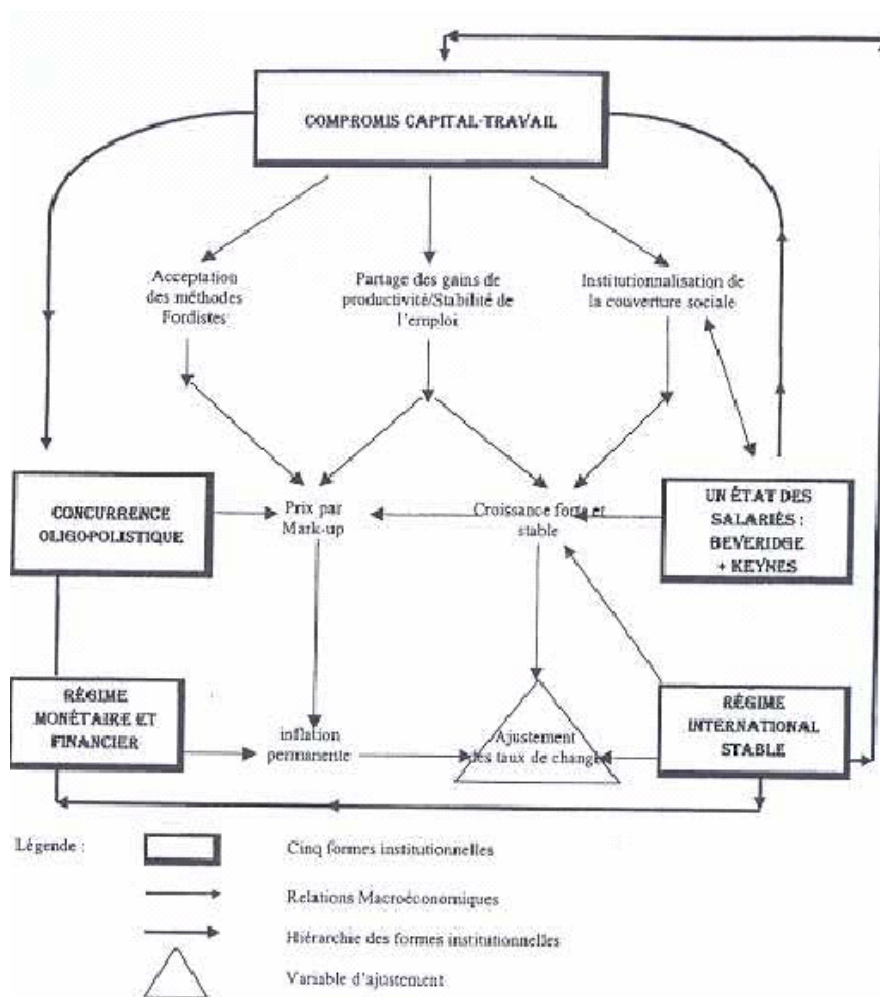 COMPROMIS CAPITAL-TRAVAIL
Acceptation
des méthodes
Fordistes
Partage des gains de
productivité/Stabilité de
l'emploi
Institutionnalisation de
la couverture sociale
CONCURRENCE
OLIGOPOLISTIQUE
Prix par
Mark-up
Croissance forte et
stable
UN ÉTAT DES
SALARIÉS :
BEVERIDGE
+ KEYNES
RÉGIME
MONÉTAIRE ET
FINANCIER
inflation
permanente
Ajustement
des taux de change
RÉGIME
INTERNATIONAL
STABLE
Légende :
Cinq formes institutionnelles
Relations Macroéconomiques
Hiérarchie des formes institutionnelles
Variable d'ajustement